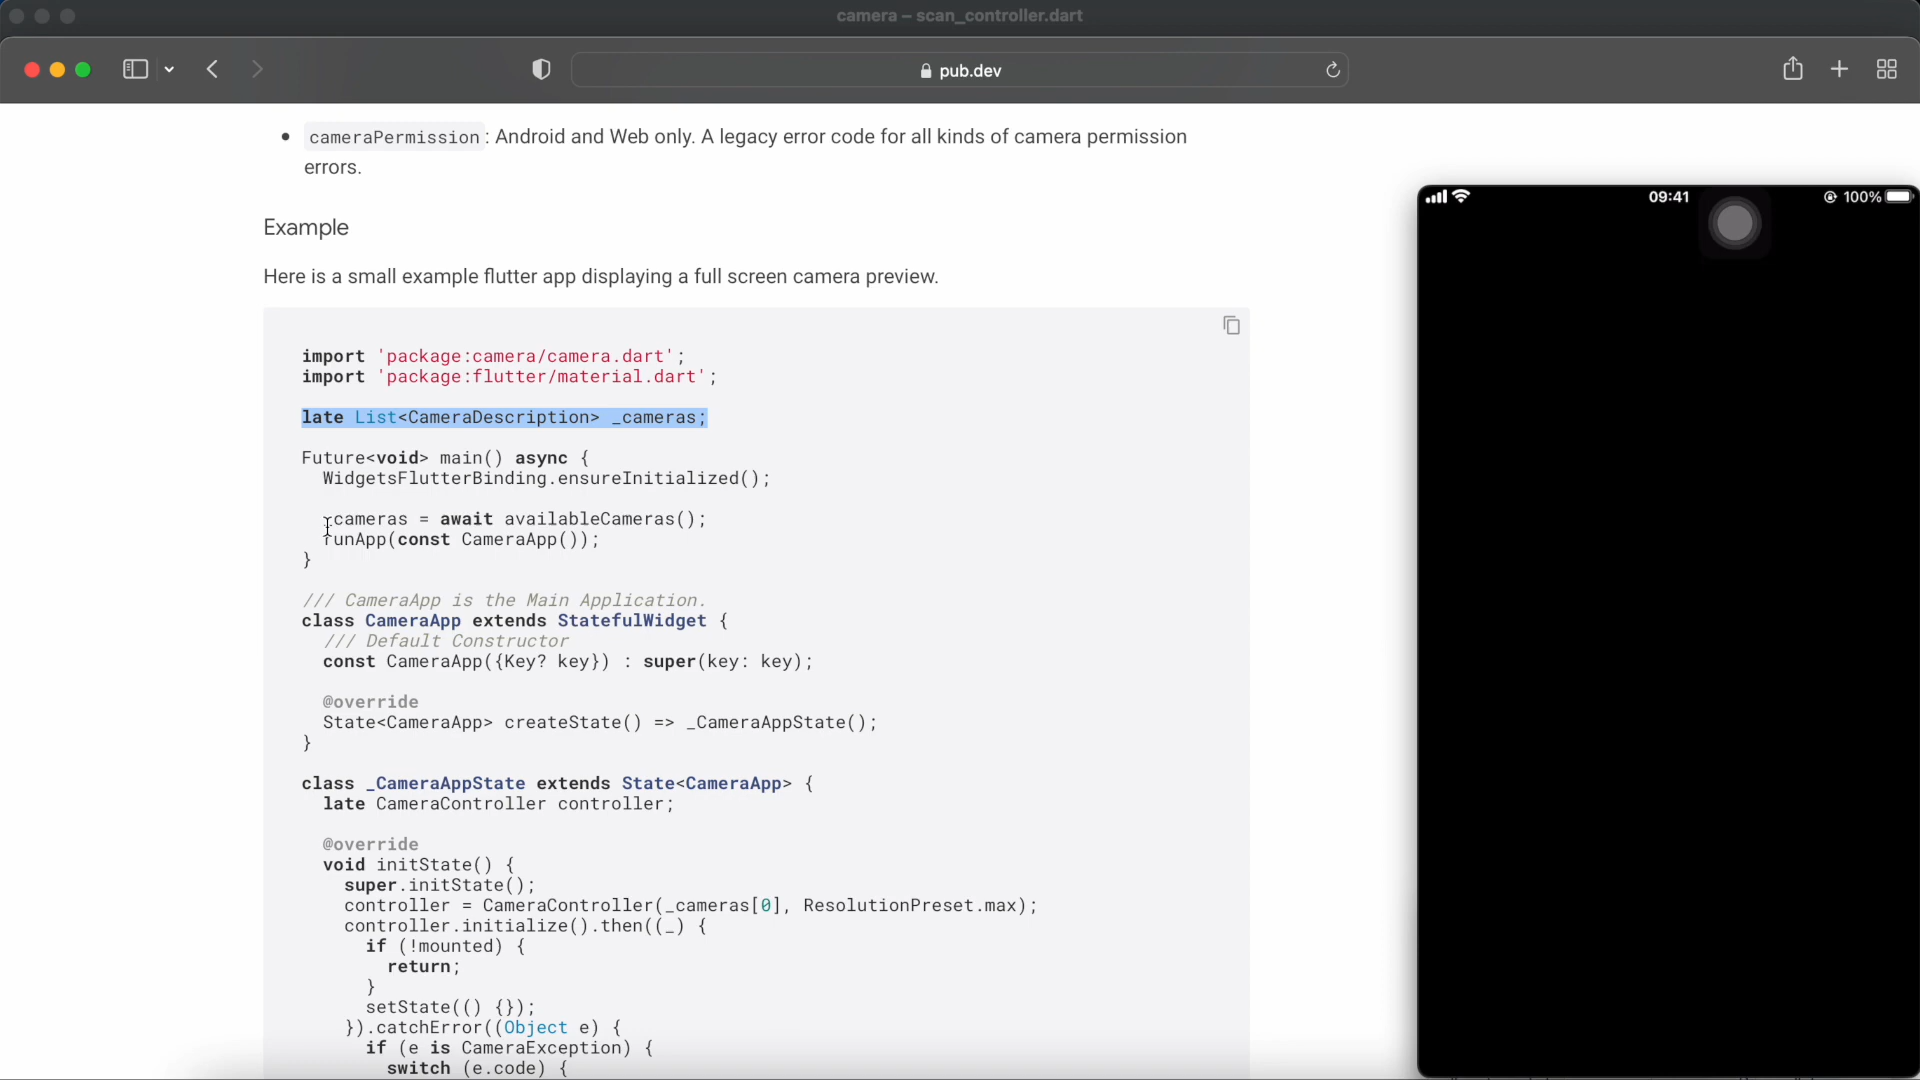 camera – scan_controller.dart
pub.dev
cameraPermission: Android and Web only. A legacy error code for all kinds of camera permission
errors.
09:41
100%
Example
Here is a small example flutter app displaying a full screen camera preview.
import 'package:camera/camera.dart';
import 'package:flutter/material.dart';
late List<CameraDescription> _cameras;
Future<void> main() async {
WidgetsFlutterBinding.ensureInitialized();
_cameras = await availableCameras();
runApp(const CameraApp());
}
/// CameraApp is the Main Application.
class CameraApp extends StatefulWidget {
/// Default Constructor
const CameraApp({Key? key}) : super(key: key);
@override
State<CameraApp> createState() => _CameraAppState();
}
class _CameraAppState extends State<CameraApp> {
late CameraController controller;
@override
void initState() {
super.initState();
controller = CameraController(_cameras[0], ResolutionPreset.max);
controller.initialize().then((_) {
if (!mounted) {
return;
}
setState(() {});
}).catchError((Object e) {
if (e is CameraException) {
switch (e.code) {